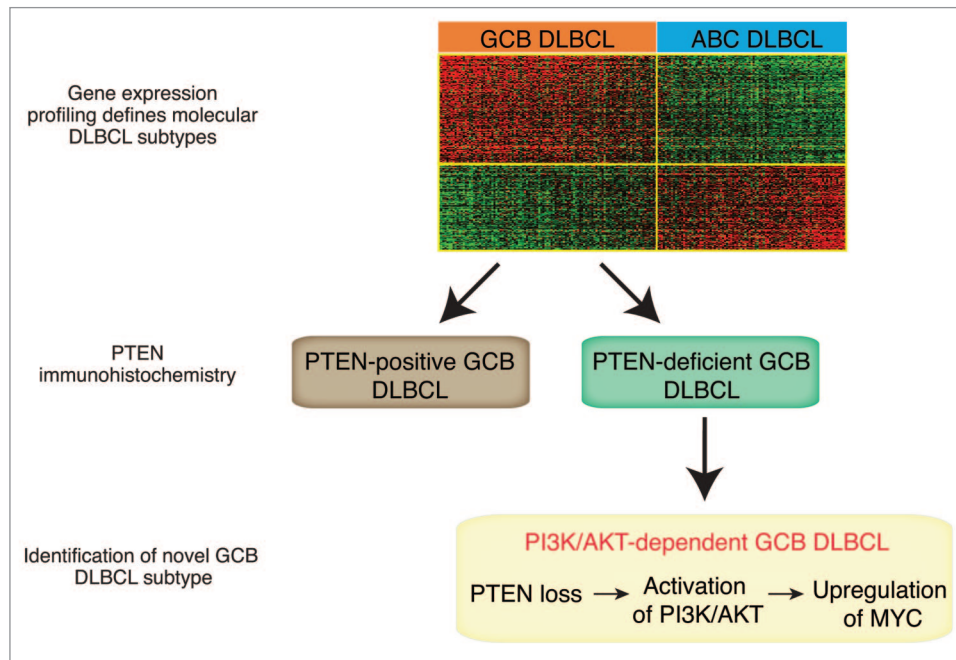 GCB DLBCL
ABC DLBCL
Gene expression
profiling defines molecular
DLBCL subtypes
PTEN
immunohistochemistry
PTEN-positive GCB
DLBCL
PTEN-deficient GCB
DLBCL
Identification of novel GCB
DLBCL subtype
PI3K/AKT-dependent GCB DLBCL
PTEN loss
Activation
of PI3K/AKT
Upregulation
of MYC